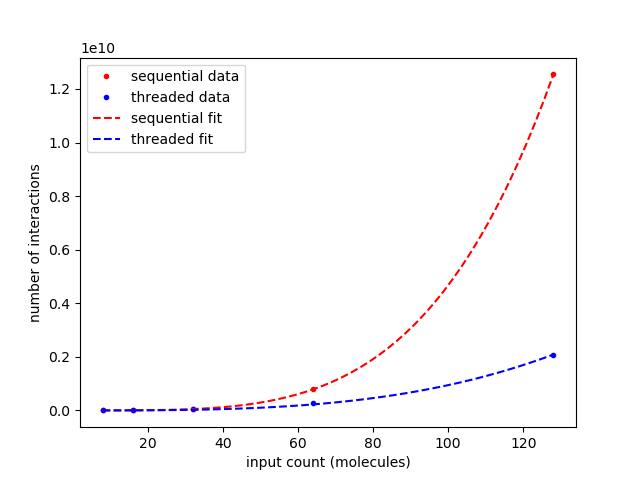 1e10
sequential data
threaded data
sequential fit
threaded fit
1.2
1.0
0.8
0.6
0.4
0.2
0.0
number of interactions
20
40
60
80
100
120
input count (molecules)